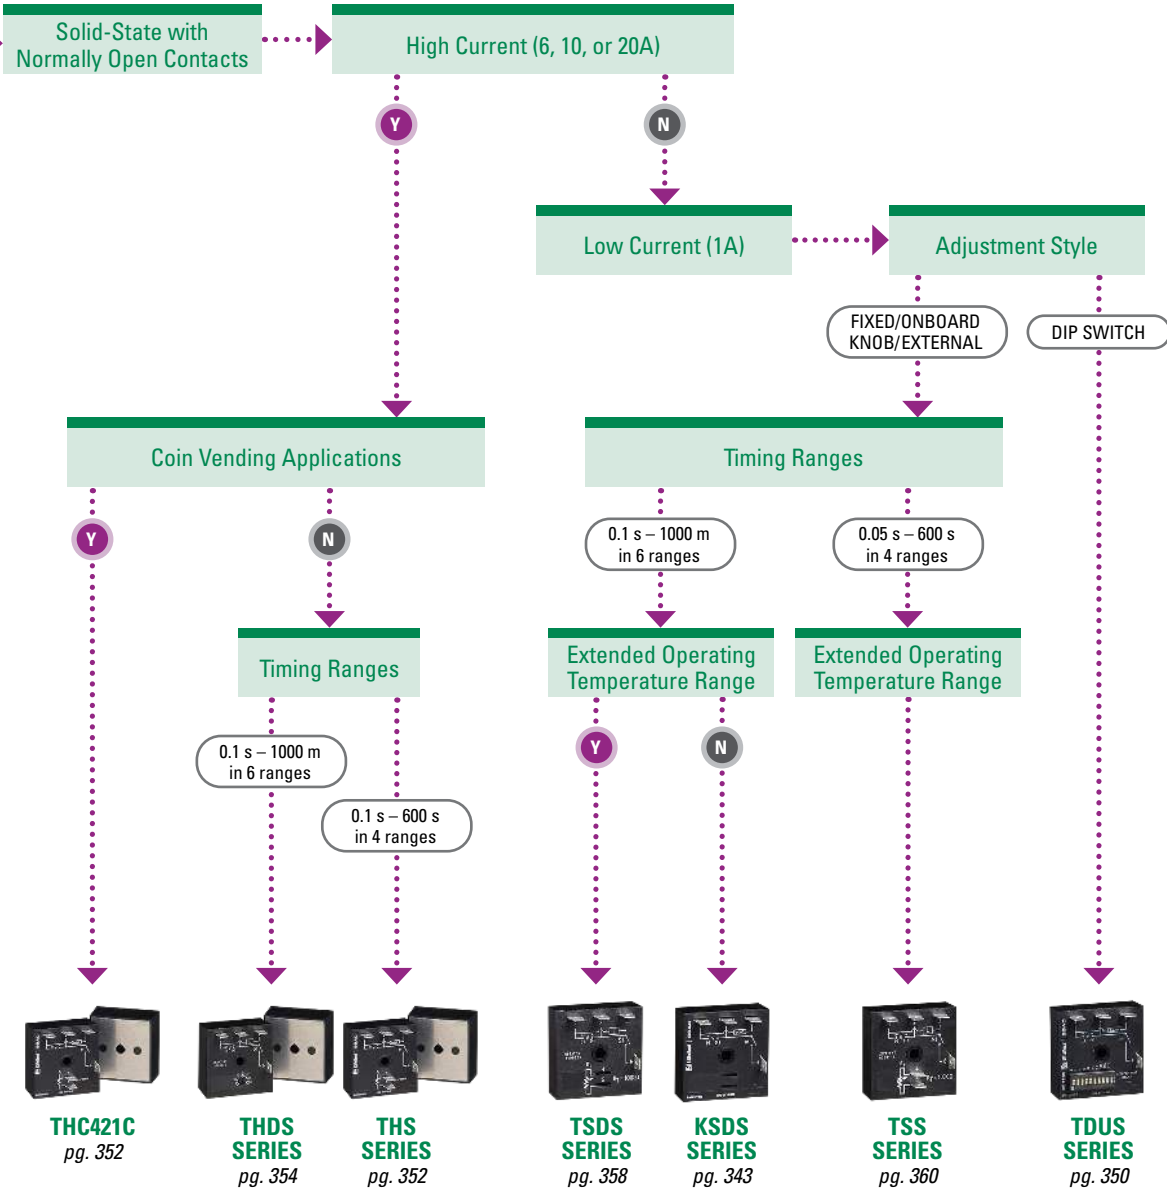 Solid-State with
Normally Open Contacts
High Current (6, 10, or 20A)
Y
N
Low Current (1A)
Adjustment Style
FIXED/ONBOARD
KNOB/EXTERNAL
DIP SWITCH
Coin Vending Applications
Timing Ranges
Y
N
0.1 s – 1000 m
in 6 ranges
0.05 s – 600 s
in 4 ranges
Timing Ranges
Extended Operating
Temperature Range
Extended Operating
Temperature Range
0.1 s – 1000 m
in 6 ranges
0.1 s – 600 s
in 4 ranges
Y
N
THC421C
pg. 352
THDS
SERIES
pg. 354
THS
SERIES
pg. 352
TSDS
SERIES
pg. 358
KSDS
SERIES
pg. 343
TSS
SERIES
pg. 360
TDUS
SERIES
pg. 350